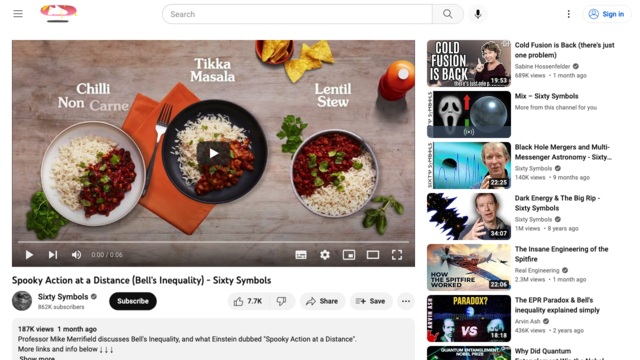 Search
Sign in
Tikka
Masala
Chilli
Non Carne
Lentil
Stew
0:00 / 0:06
Spooky Action at a Distance (Bell's Inequality) - Sixty Symbols
Sixty Symbols
862K subscribers
Subscribe
7.7K
Share
Save
187K views 1 month ago
Professor Mike Merrifield discusses Bell's Inequality, and what Einstein dubbed "Spooky Action at a Distance".
More links and info below ↓↓↓
Show more
COLD
FUSION
IS BACK
19:53
Cold Fusion is Back (there's just
one problem)
Sabine Hossenfelder
689K views • 1 month ago
SIXTY SYMBOLS
Mix – Sixty Symbols
More from this channel for you
SIXTY SYMBOLS
22:25
Black Hole Mergers and Multi-
Messenger Astronomy - Sixty...
Sixty Symbols
140K views • 9 months ago
34:07
Dark Energy & The Big Rip -
Sixty Symbols
Sixty Symbols
1M views • 8 years ago
HOW
THE SPITFIRE
WORKED
22:06
The Insane Engineering of the
Spitfire
Real Engineering
2.3M views • 1 month ago
PARADOX?
18:18
The EPR Paradox & Bell's
inequality explained simply
Arvin Ash
436K views • 2 years ago
QUANTUM ENTANGLEMENT
NOBEL PRIZE
Why Did Quantum